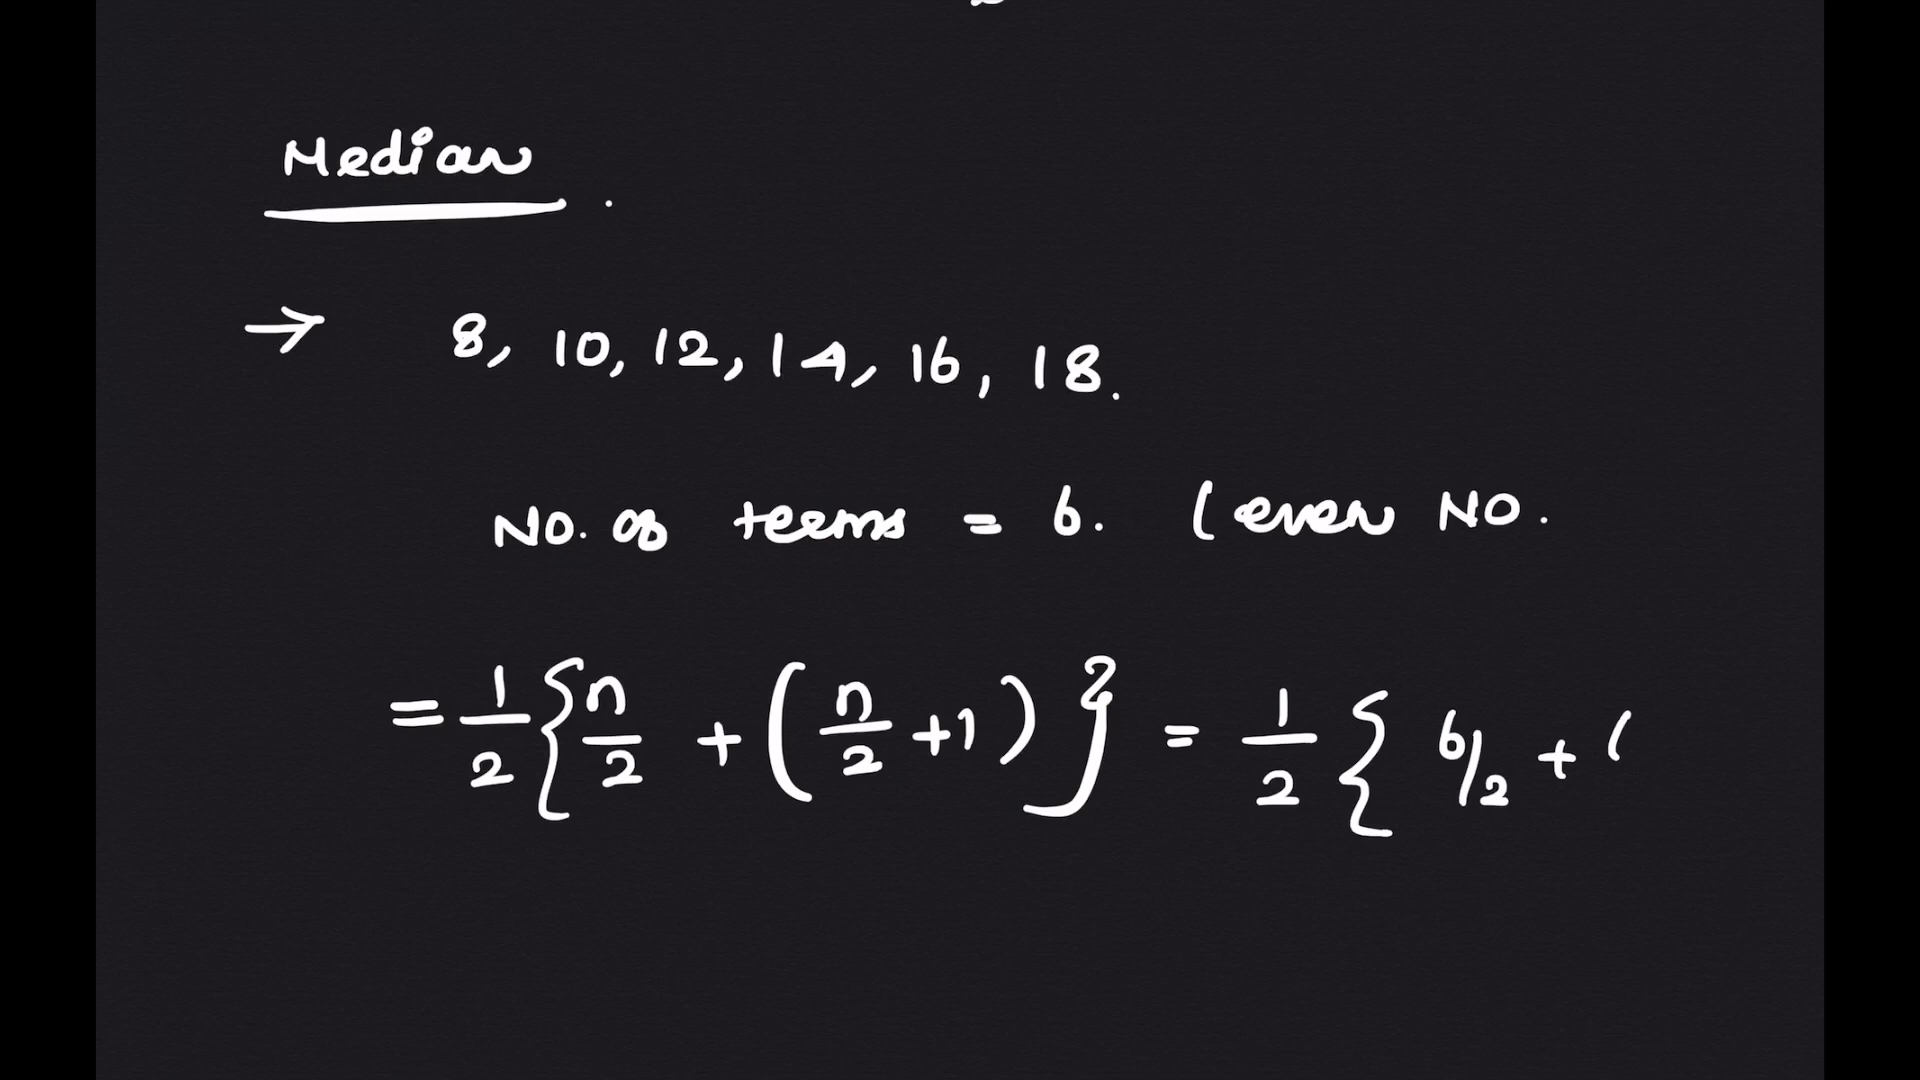 Median .
→ 8, 10, 12, 14, 16, 18.
NO. of terms = 6. (even NO.
= 1/2 {n/2 + (n/2 + 1)} = 1/2 { 6/2 + (